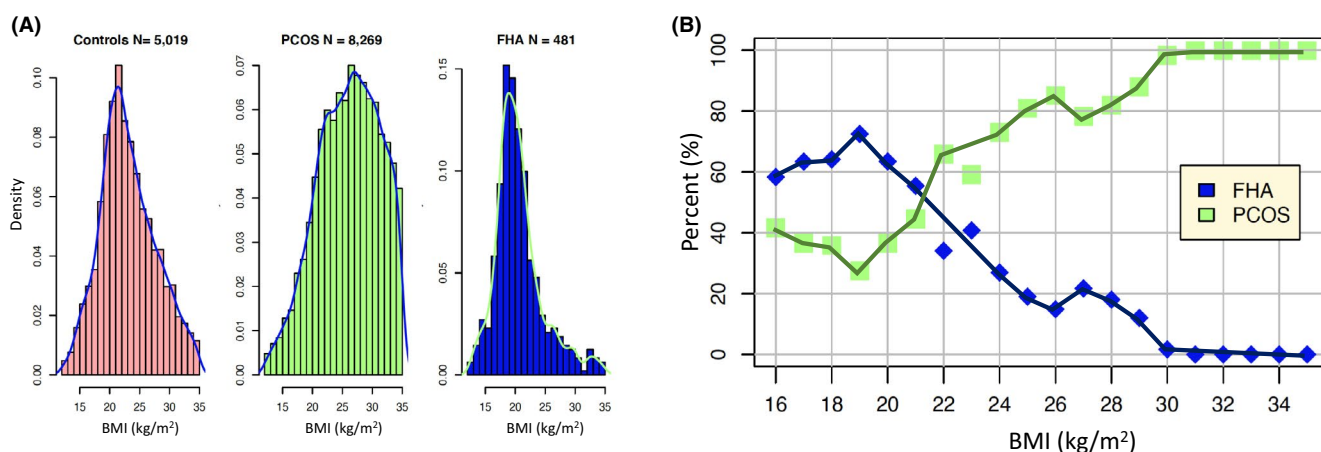 (A)
Controls N= 5,019
PCOS N = 8,269
FHA N = 481
Density
0.00
0.02
0.04
0.06
0.08
0.10
15 20 25 30 35
BMI (kg/m²)
0.00
0.01
0.02
0.03
0.04
0.05
0.06
0.07
15 20 25 30 35
BMI (kg/m²)
0.00
0.05
0.10
0.15
15 20 25 30 35
BMI (kg/m²)
(B)
Percent (%)
100
80
60
40
20
0
FHA
PCOS
16 18 20 22 24 26 28 30 32 34
BMI (kg/m²)